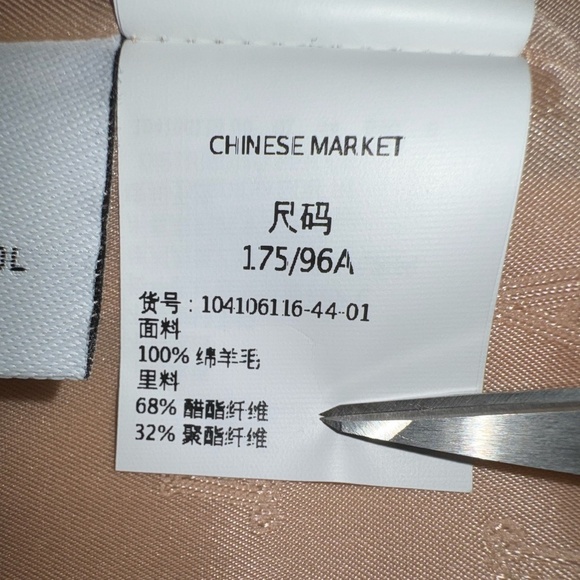 CHINESE MARKET
尺码
175/96A
货号：104106116-44-01
面料
100% 绵羊毛
里料
68% 醋酯纤维
32% 聚酯纤维